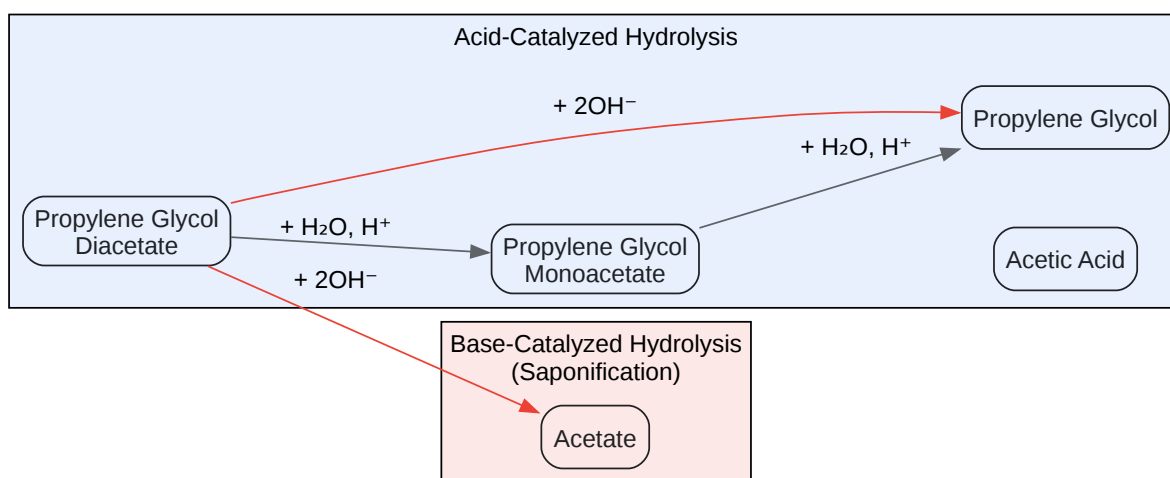 Acid-Catalyzed Hydrolysis
+ 2OH⁻
Propylene Glycol
+ H₂O, H⁺
Propylene Glycol
Diacetate
+ H₂O, H⁺
Propylene Glycol
Monoacetate
Acetic Acid
+ 2OH⁻
Base-Catalyzed Hydrolysis
(Saponification)
Acetate